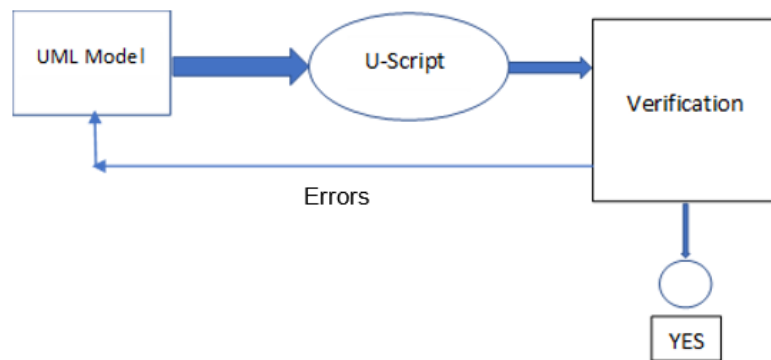 UML Model
U-Script
Verification
Errors
YES